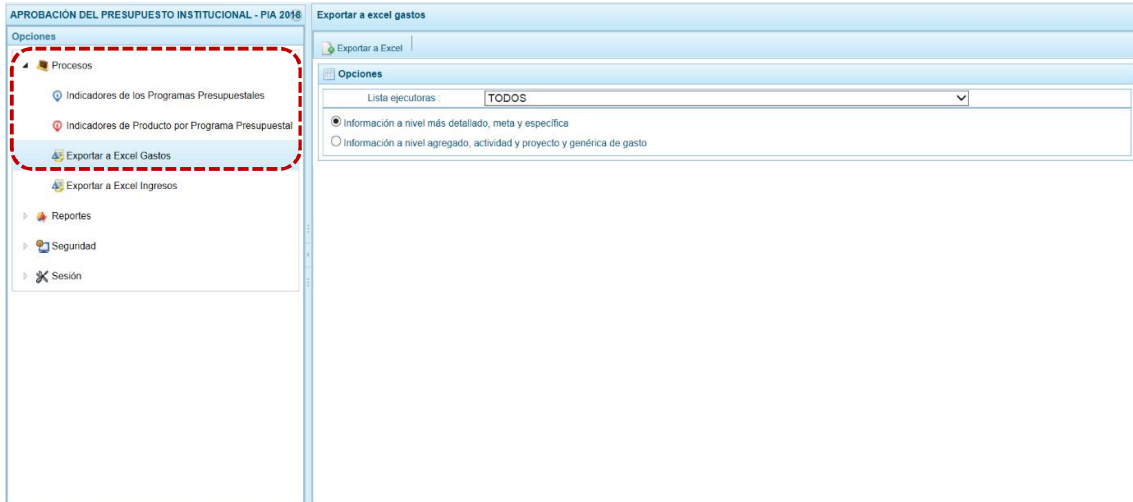 APROBACIÓN DEL PRESUPUESTO INSTITUCIONAL - PIA 2016
Opciones
Procesos
Indicadores de los Programas Presupuestales
Indicadores de Producto por Programa Presupuestal
Exportar a Excel Gastos
Exportar a Excel Ingresos
Reportes
Seguridad
Sesión
Exportar a excel gastos
Exportar a Excel
Opciones
Lista ejecutoras : TODOS
Información a nivel más detallado, meta y específica
Información a nivel agregado, actividad y proyecto y genérica de gasto